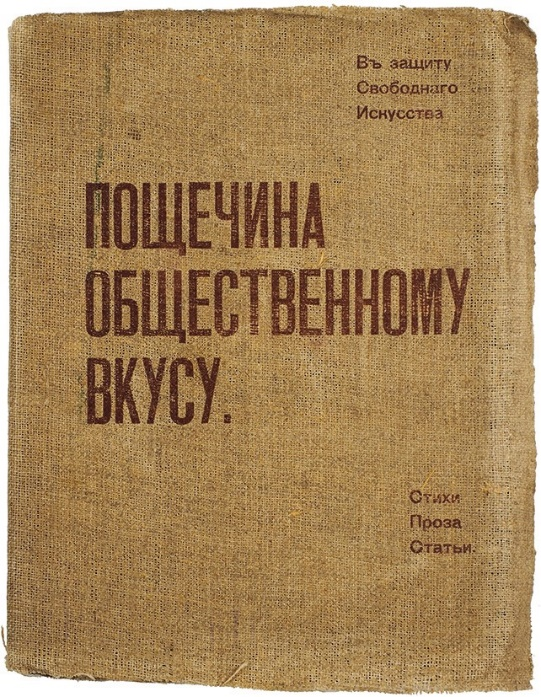 Въ защиту
Свободнаго
Искусства
ПОЩЕЧИНА
ОБЩЕСТВЕННОМУ
ВКУСУ.
Стихи
Проза
Статьи.